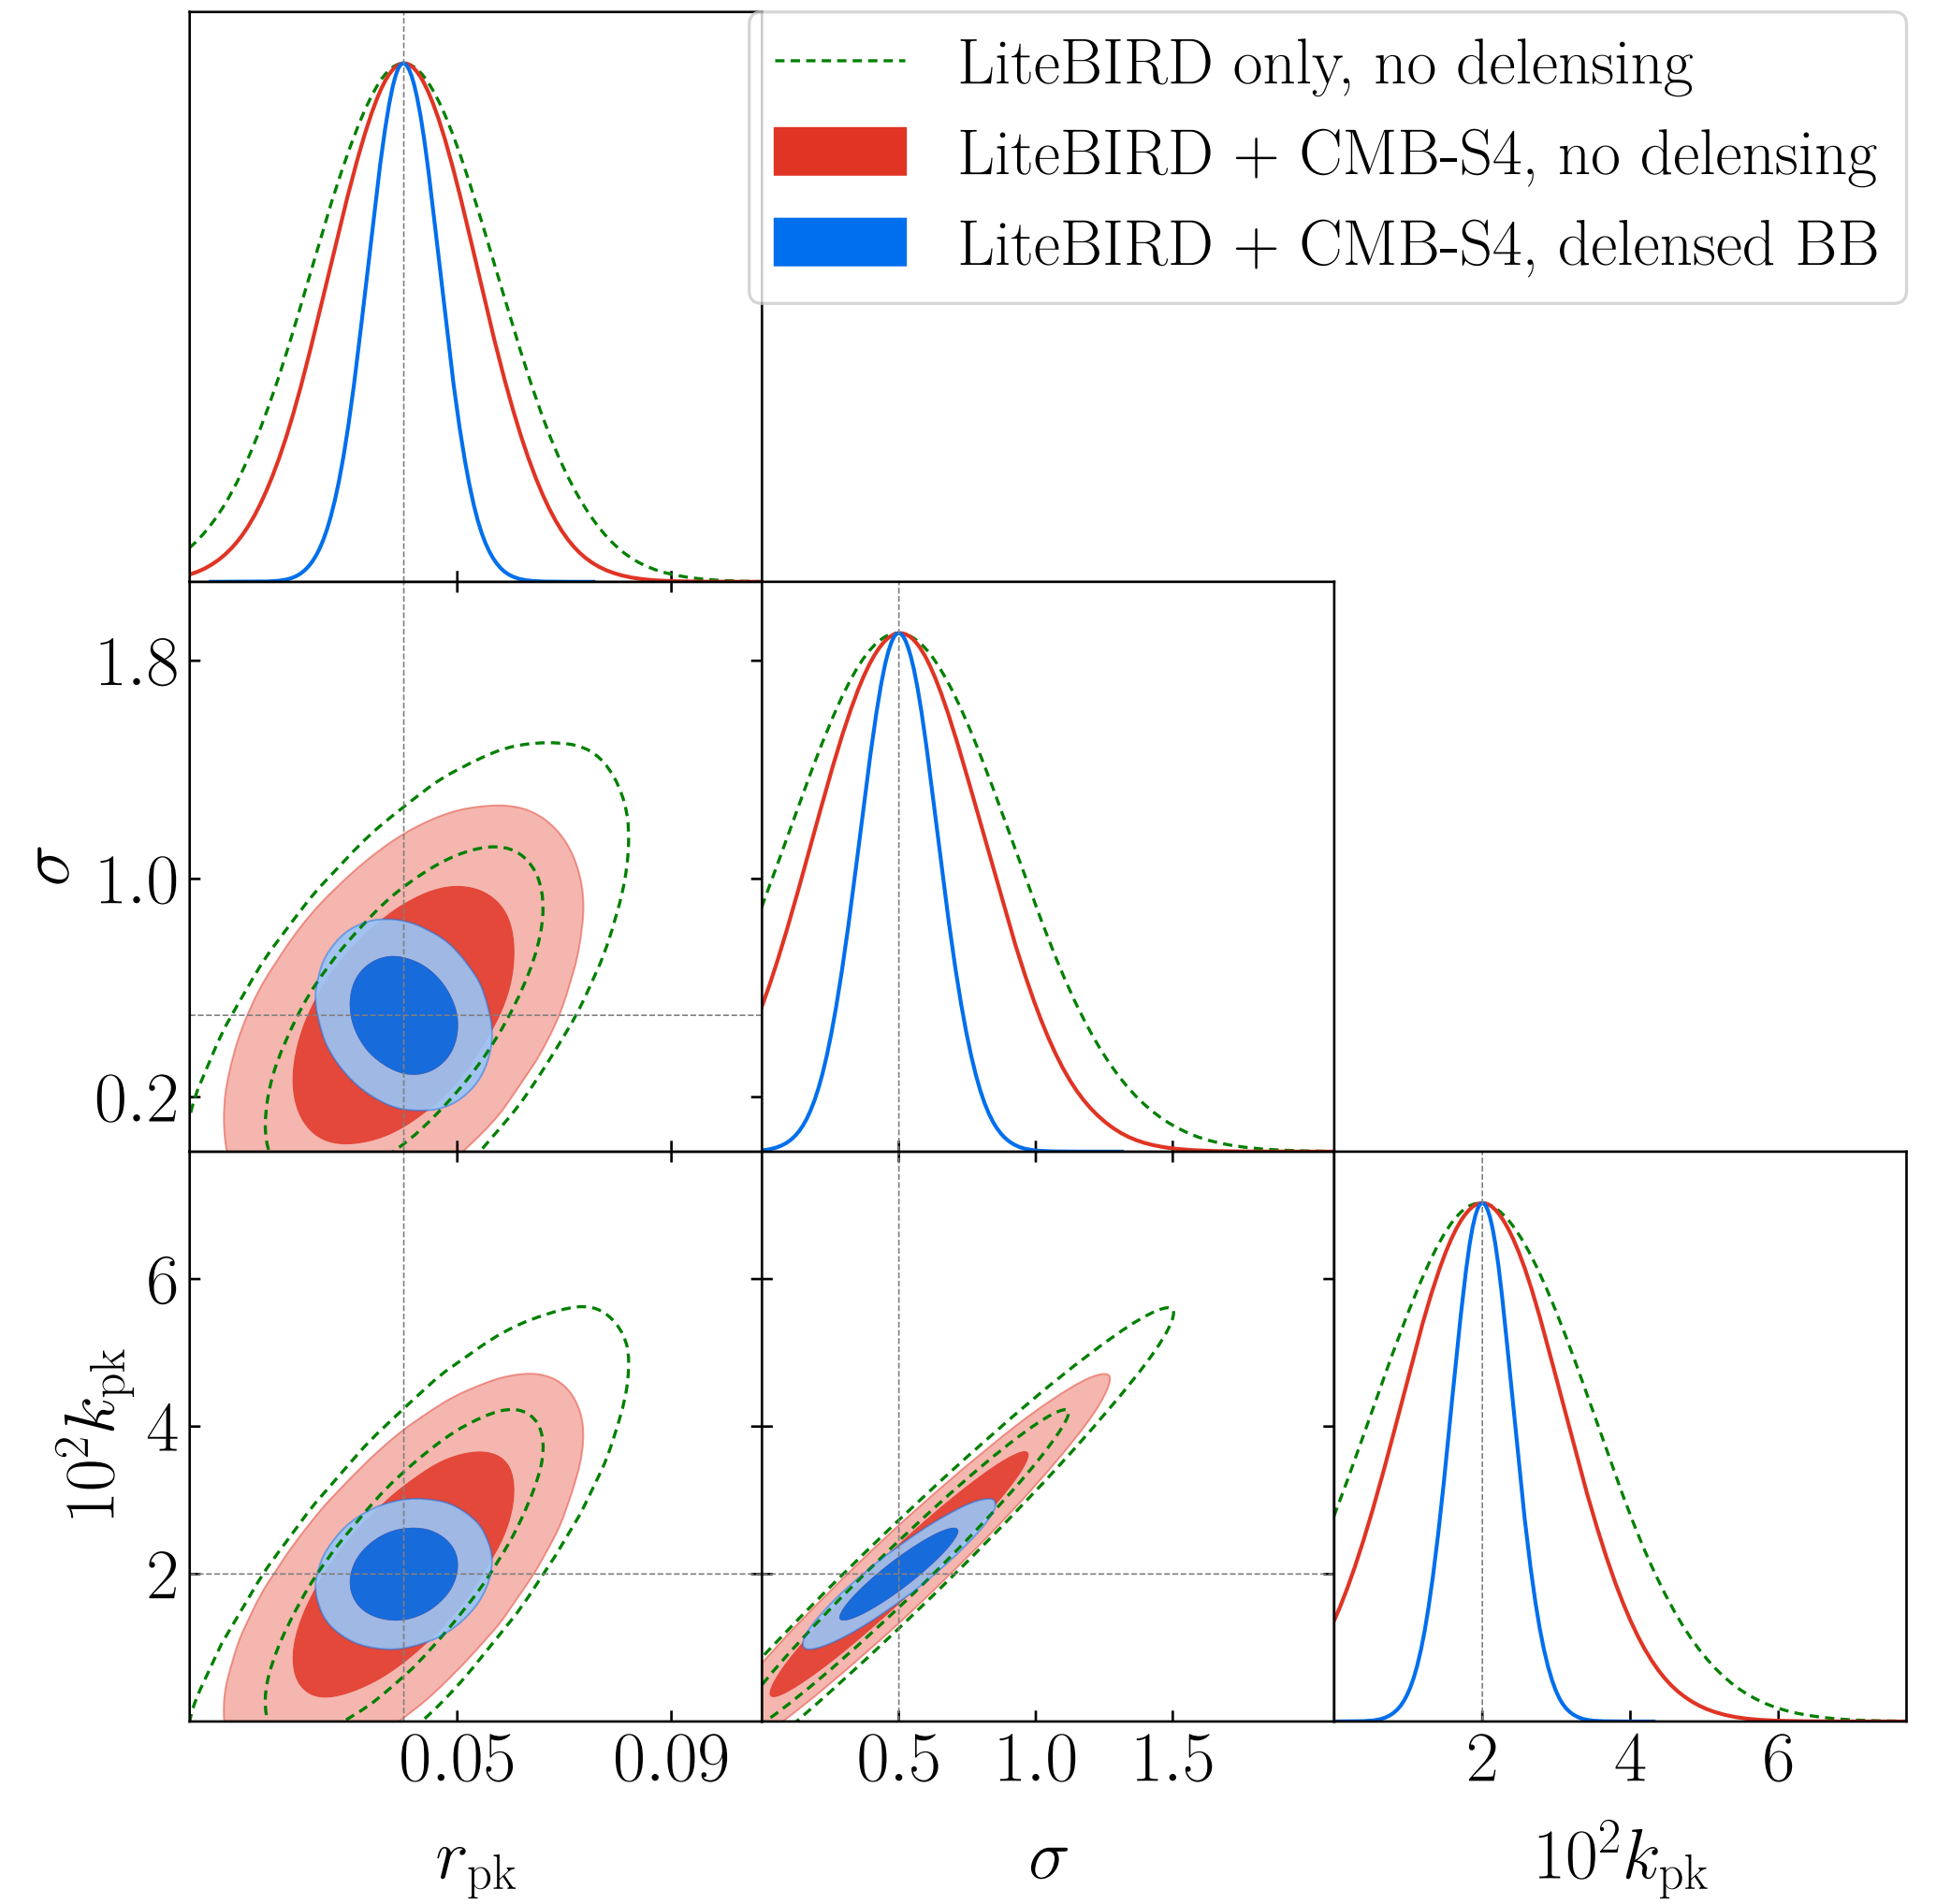 LiteBIRD only, no delensing
LiteBIRD + CMB-S4, no delensing
LiteBIRD + CMB-S4, delensed BB
1.8
1.0
0.2
σ
6
4
2
10²k_pk
0.05 0.09 0.5 1.0 1.5 2 4 6
r_pk σ 10²k_pk